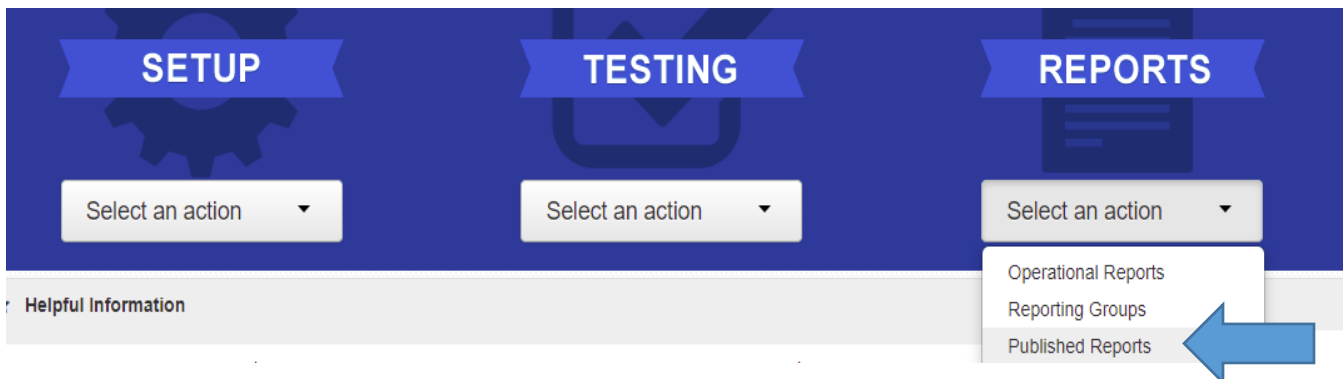 SETUP
TESTING
REPORTS
Select an action
Select an action
Select an action
Operational Reports
Helpful Information
Reporting Groups
Published Reports